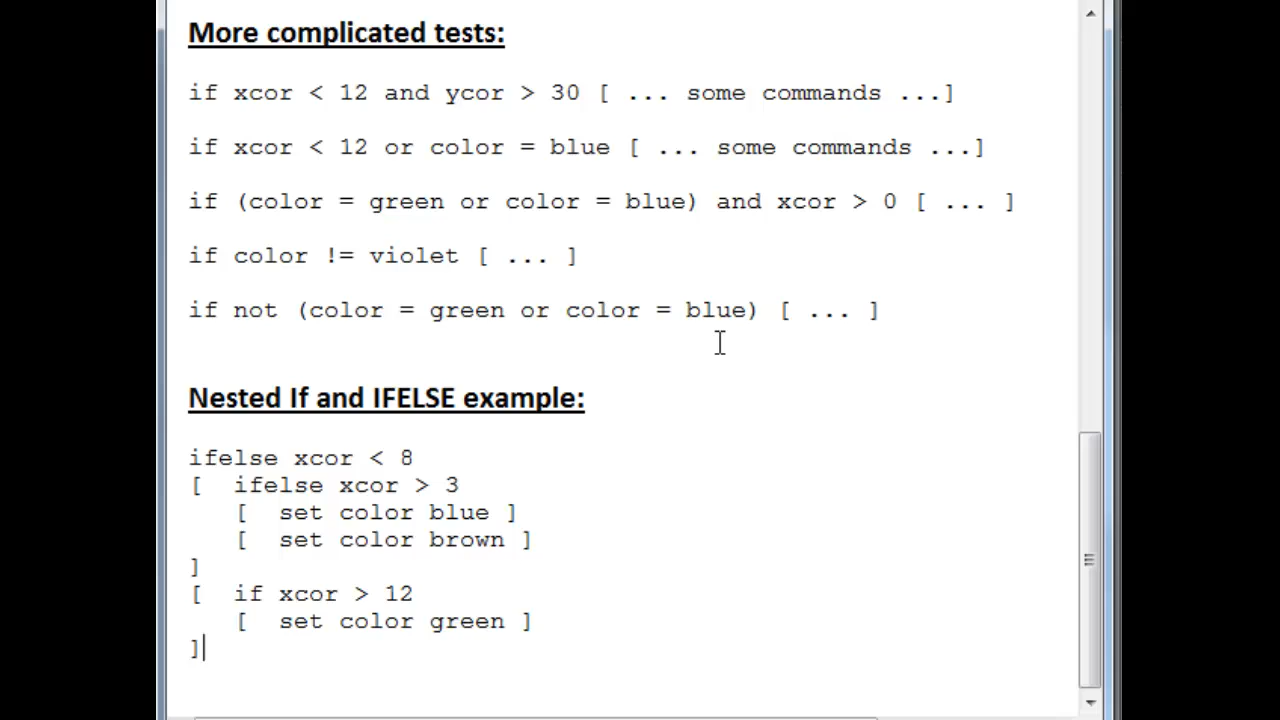 More complicated tests:
if xcor < 12 and ycor > 30 [ ... some commands ...]
if xcor < 12 or color = blue [ ... some commands ...]
if (color = green or color = blue) and xcor > 0 [ ... ]
if color != violet [ ... ]
if not (color = green or color = blue) [ ... ]
Nested If and IFELSE example:
ifelse xcor < 8
[  ifelse xcor > 3
   [  set color blue ]
   [  set color brown ]
]
[  if xcor > 12
   [  set color green ]
]